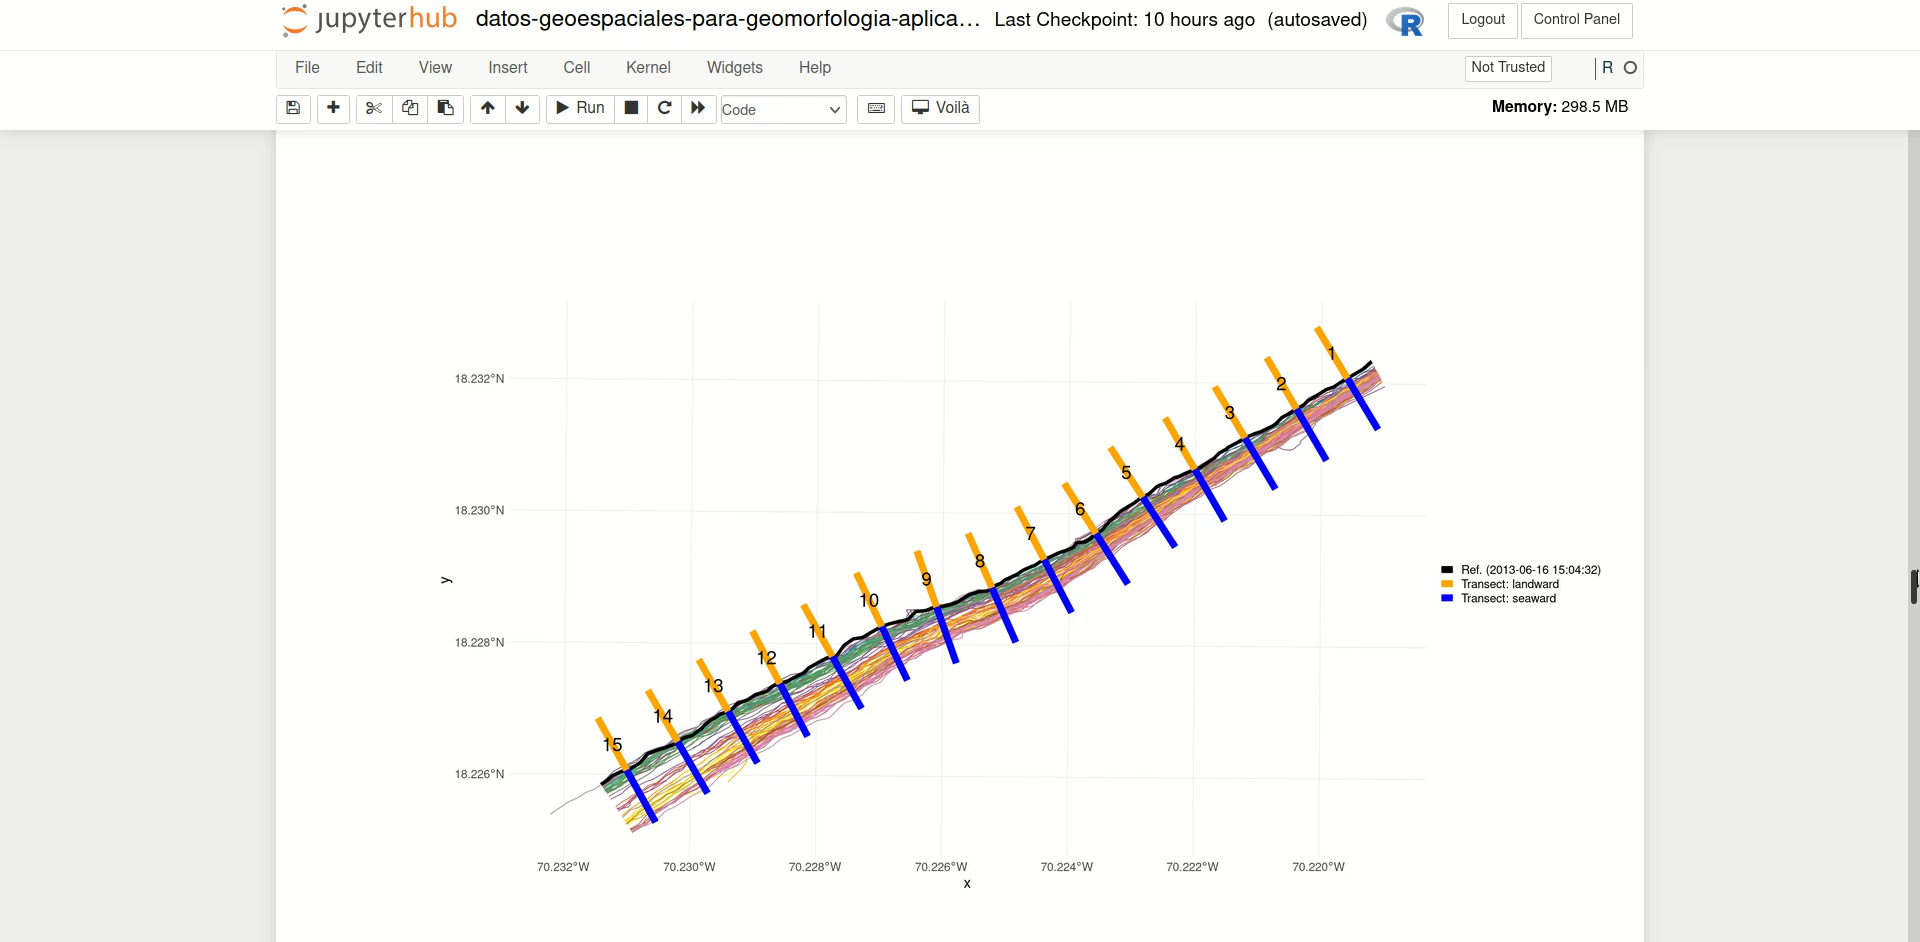 jupyterhub datos-geoespaciales-para-geomorfologia-aplica... Last Checkpoint: 10 hours ago (autosaved) R Logout Control Panel
File Edit View Insert Cell Kernel Widgets Help Not Trusted R
Run Code Voilà Memory: 298.5 MB
1
2
3
4
5
6
7
8
9
10
11
12
13
14
15
18.232°N
18.230°N
18.228°N
18.226°N
y
70.232°W 70.230°W 70.228°W 70.226°W 70.224°W 70.222°W 70.220°W
x
Ref. (2013-06-16 15:04:32)
Transect: landward
Transect: seaward